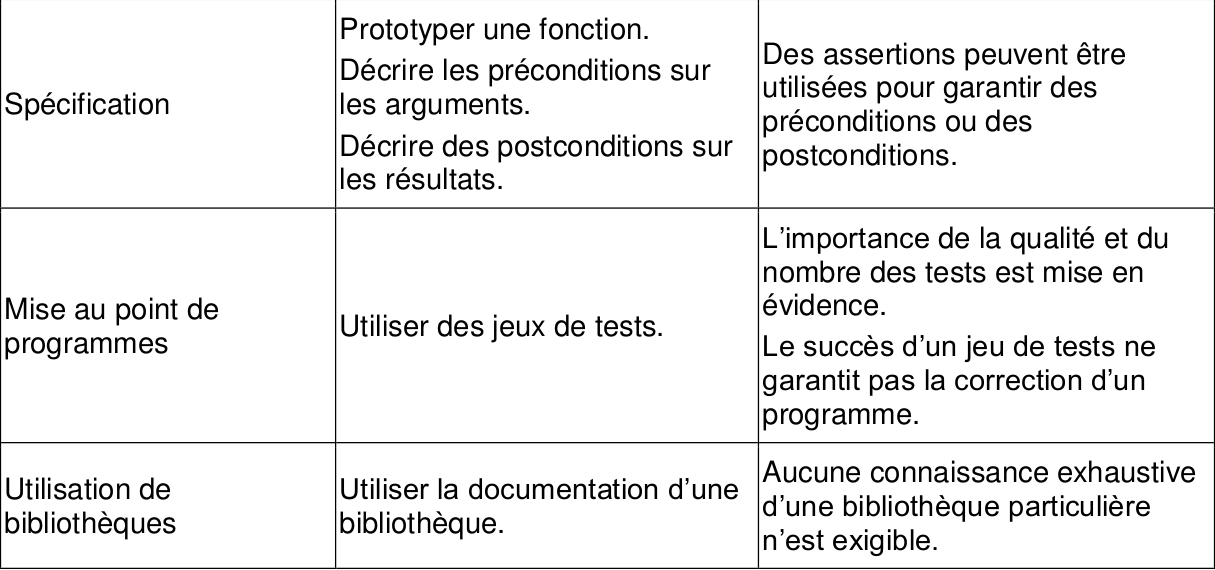 Spécification
Prototyper une fonction.
Décrire les préconditions sur
les arguments.
Décrire des postconditions sur
les résultats.
Des assertions peuvent être
utilisées pour garantir des
préconditions ou des
postconditions.
Mise au point de
programmes
Utiliser des jeux de tests.
L’importance de la qualité et du
nombre des tests est mise en
évidence.
Le succès d’un jeu de tests ne
garantit pas la correction d’un
programme.
Utilisation de
bibliothèques
Utiliser la documentation d’une
bibliothèque.
Aucune connaissance exhaustive
d’une bibliothèque particulière
n’est exigible.